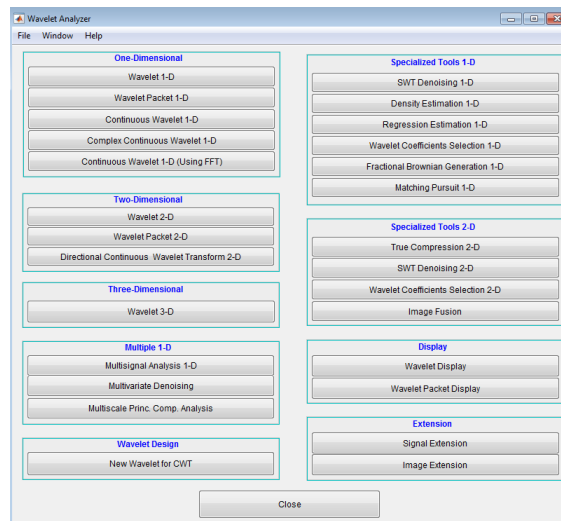 Wavelet Analyzer
File Window Help
One-Dimensional
Wavelet 1-D
Wavelet Packet 1-D
Continuous Wavelet 1-D
Complex Continuous Wavelet 1-D
Continuous Wavelet 1-D (Using FFT)
Two-Dimensional
Wavelet 2-D
Wavelet Packet 2-D
Directional Continuous Wavelet Transform 2-D
Three-Dimensional
Wavelet 3-D
Multiple 1-D
Multisignal Analysis 1-D
Multivariate Denoising
Multiscale Princ. Comp. Analysis
Wavelet Design
New Wavelet for CWT
Specialized Tools 1-D
SWT Denoising 1-D
Density Estimation 1-D
Regression Estimation 1-D
Wavelet Coefficients Selection 1-D
Fractional Brownian Generation 1-D
Matching Pursuit 1-D
Specialized Tools 2-D
True Compression 2-D
SWT Denoising 2-D
Wavelet Coefficients Selection 2-D
Image Fusion
Display
Wavelet Display
Wavelet Packet Display
Extension
Signal Extension
Image Extension
Close